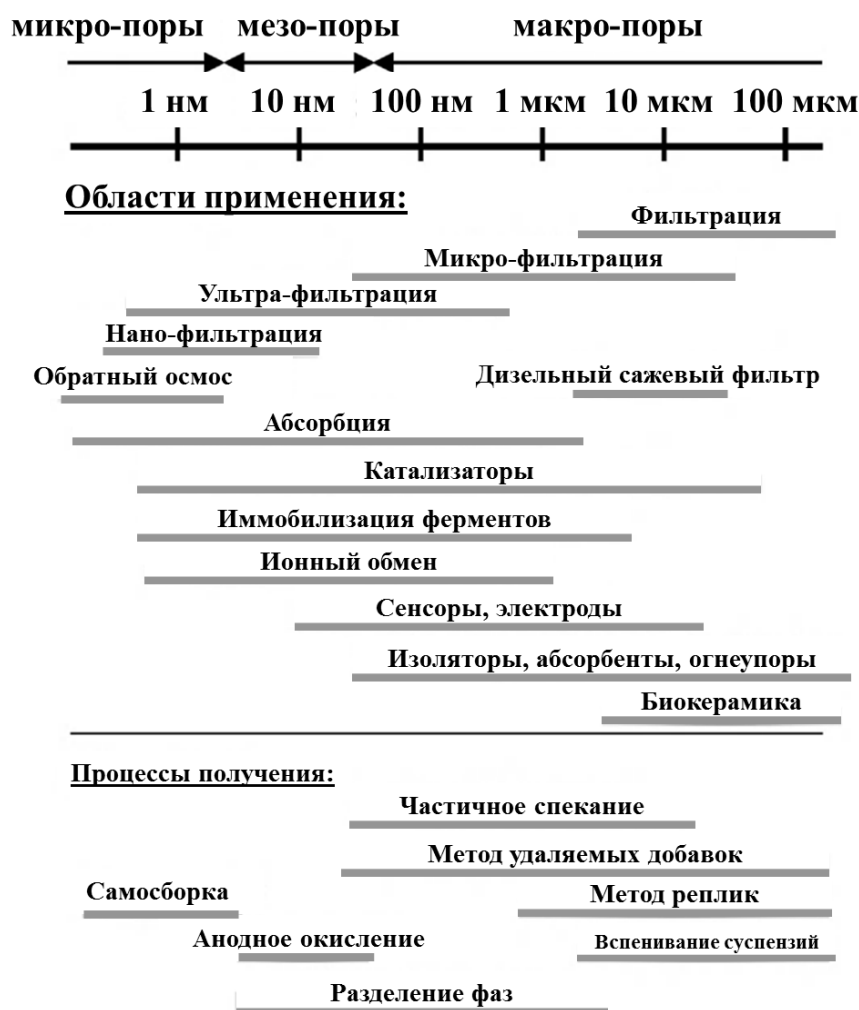 микро-поры мезо-поры макро-поры
1 нм 10 нм 100 нм 1 мкм 10 мкм 100 мкм
Области применения:
Фильтрация
Микро-фильтрация
Ультра-фильтрация
Нано-фильтрация
Обратный осмос Дизельный сажевый фильтр
Абсорбция
Катализаторы
Иммобилизация ферментов
Ионный обмен
Сенсоры, электроды
Изоляторы, абсорбенты, огнеупоры
Биокерамика
Процессы получения:
Частичное спекание
Метод удаляемых добавок
Самосборка Метод реплик
Анодное окисление Вспенивание суспензий
Разделение фаз